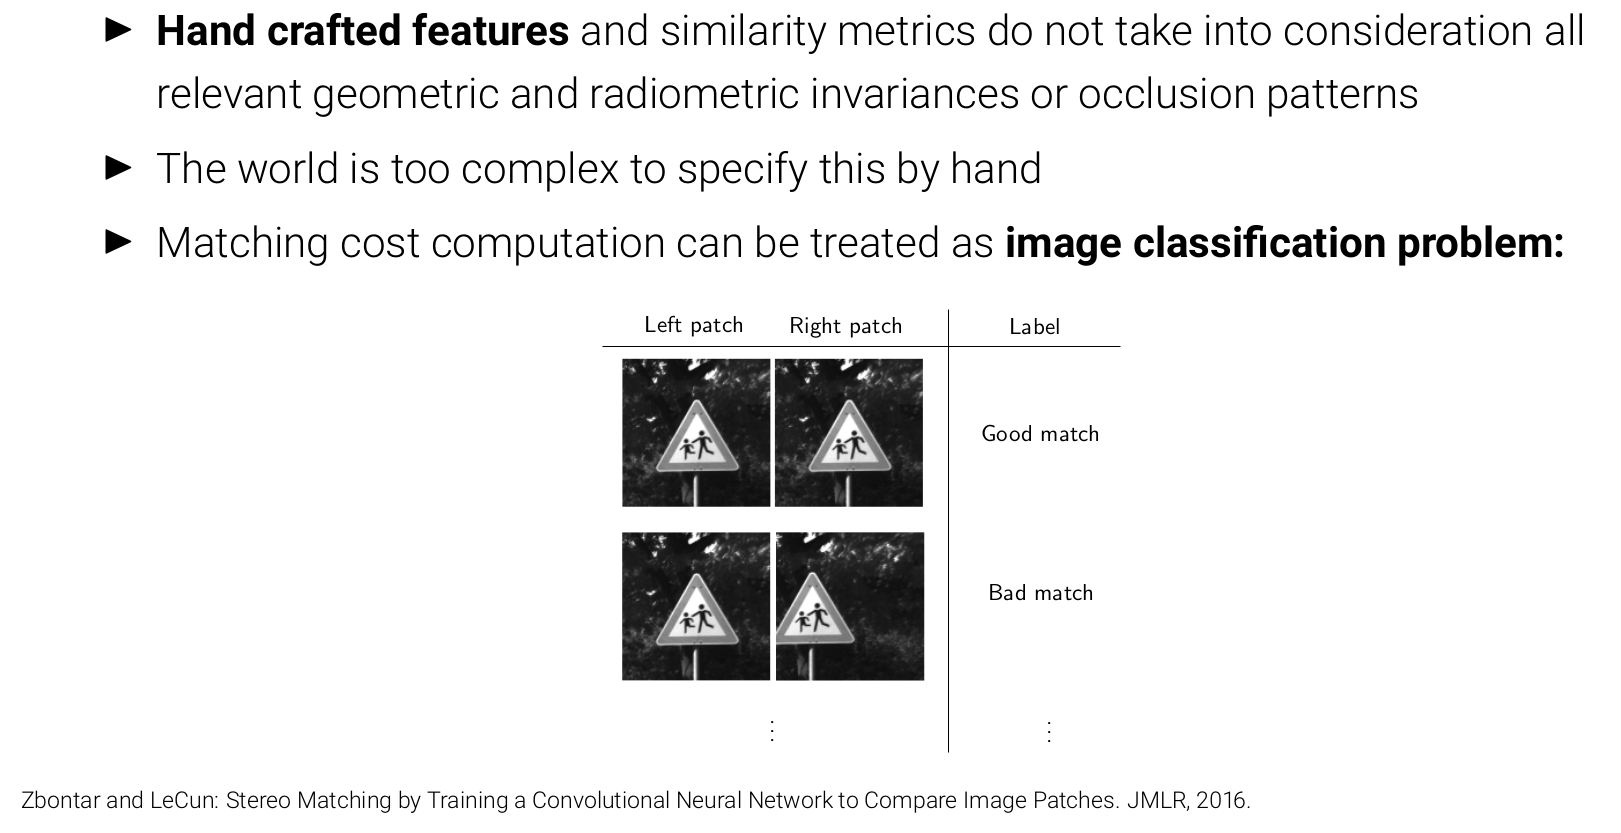 ► Hand crafted features and similarity metrics do not take into consideration all
relevant geometric and radiometric invariances or occlusion patterns
► The world is too complex to specify this by hand
► Matching cost computation can be treated as image classification problem:
Left patch Right patch Label
Good match
Bad match
⋮ ⋮
Zbontar and LeCun: Stereo Matching by Training a Convolutional Neural Network to Compare Image Patches. JMLR, 2016.